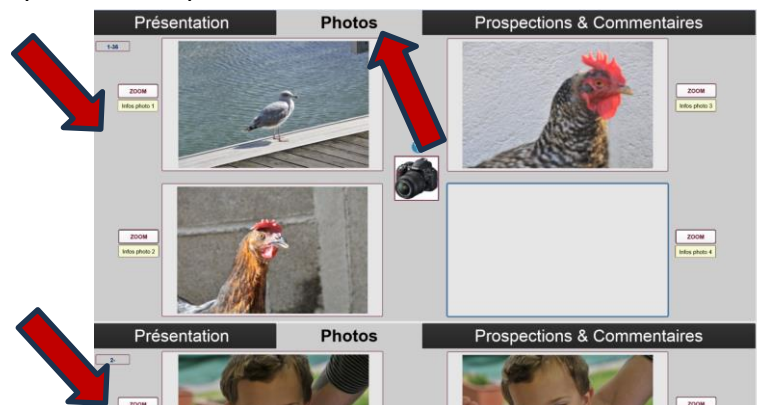 Présentation Photos Prospections & Commentaires
1-36
ZOOM
Infos photo 1
ZOOM
Infos photo 3
ZOOM
Infos photo 2
ZOOM
Infos photo 4
Présentation Photos Prospections & Commentaires
2-
ZOOM
ZOOM